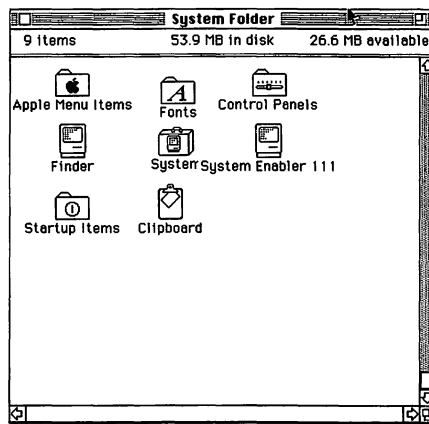 System Folder
9 items 53.9 MB in disk 26.6 MB available
Apple Menu Items Fonts Control Panels
Finder System System Enabler 111
Startup Items Clipboard